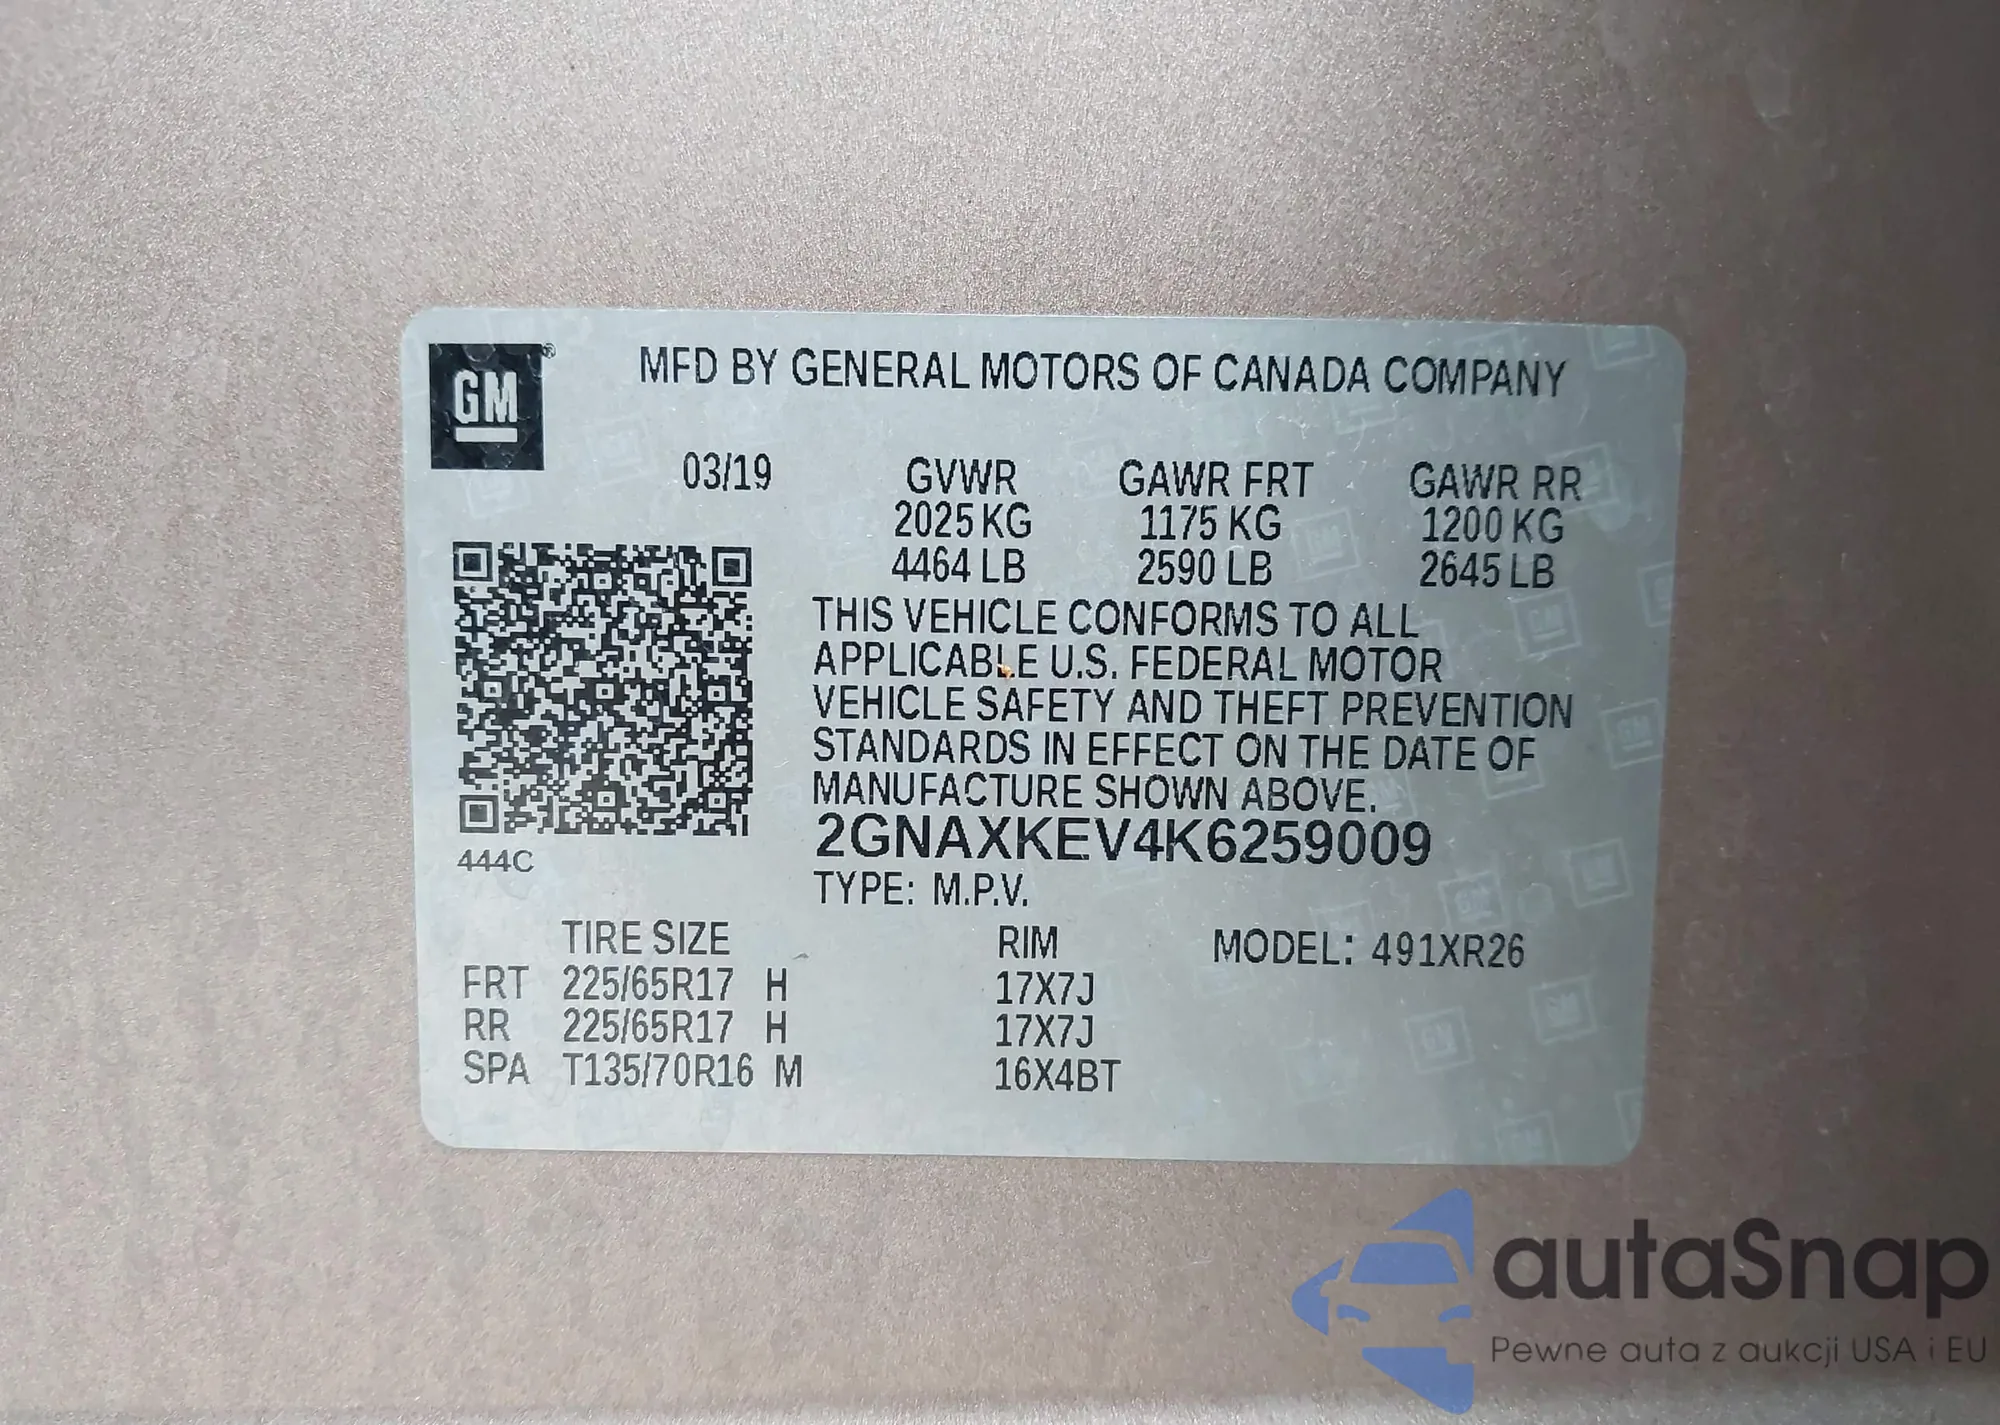 GM ®
MFD BY GENERAL MOTORS OF CANADA COMPANY
03/19 GVWR GAWR FRT GAWR RR
2025 KG 1175 KG 1200 KG
4464 LB 2590 LB 2645 LB
THIS VEHICLE CONFORMS TO ALL
APPLICABLE U.S. FEDERAL MOTOR
VEHICLE SAFETY AND THEFT PREVENTION
STANDARDS IN EFFECT ON THE DATE OF
MANUFACTURE SHOWN ABOVE.
2GNAXKEV4K6259009
444C
TYPE: M.P.V.
TIRE SIZE RIM MODEL: 491XR26
FRT 225/65R17 H 17X7J
RR 225/65R17 H 17X7J
SPA T135/70R16 M 16X4BT
autaSnap
Pewne auta z aukcji USA i EU